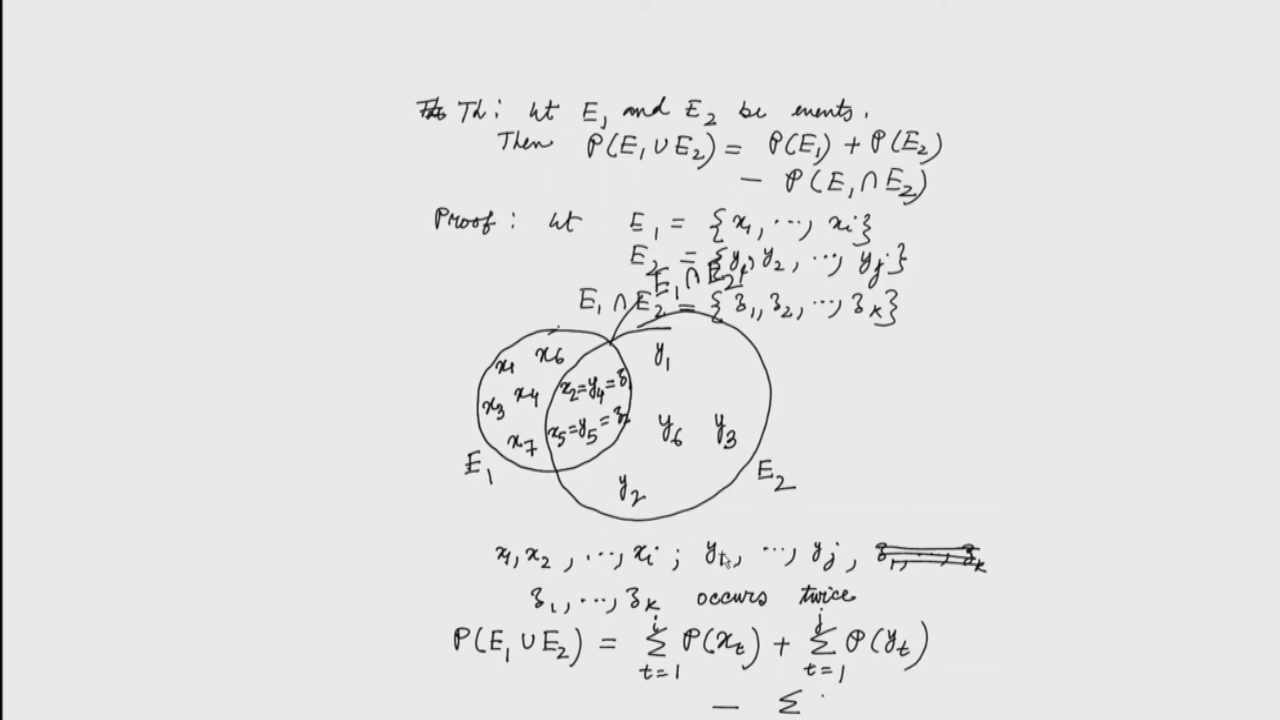 Th: Let E₁ and E₂ be events.
Then P(E₁ ∪ E₂) = P(E₁) + P(E₂)
− P(E₁ ∩ E₂)
Proof: Let E₁ = {x₁, ..., xᵢ}
E₂ = {y₁, y₂, ..., yⱼ}
E₁ ∩ E₂
E₁ ∩ E₂ = {z₁, z₂, ..., zₖ}
x₁ x₆ y₁
x₃ x₄ x₂=y₄=z₁
x₇ x₅=y₅=z₂ y₆ y₃
E₁ E₂
y₂
x₁, x₂, ..., xᵢ ; y₁, ..., yⱼ, z₁, ..., zₖ
z₁, ..., zₖ occurs twice
P(E₁ ∪ E₂) = Σᵢₜ₌₁ P(xₜ) + Σʲₜ₌₁ P(yₜ)
− Σ